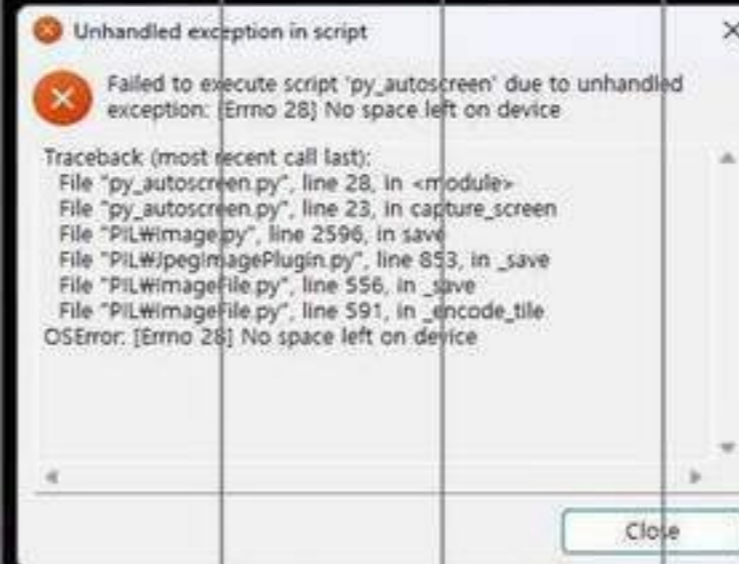 Unhandled exception in script
Failed to execute script 'py_autoscreen' due to unhandled
exception: [Errno 28] No space left on device
Traceback (most recent call last):
File "py_autoscreen.py", line 28, in <module>
File "py_autoscreen.py", line 23, in capture_screen
File "PIL₩Image.py", line 2596, in save
File "PIL₩JpegImagePlugin.py", line 853, in _save
File "PIL₩ImageFile.py", line 556, in _save
File "PIL₩ImageFile.py", line 591, in _encode_tile
OSError: [Errno 28] No space left on device
Close